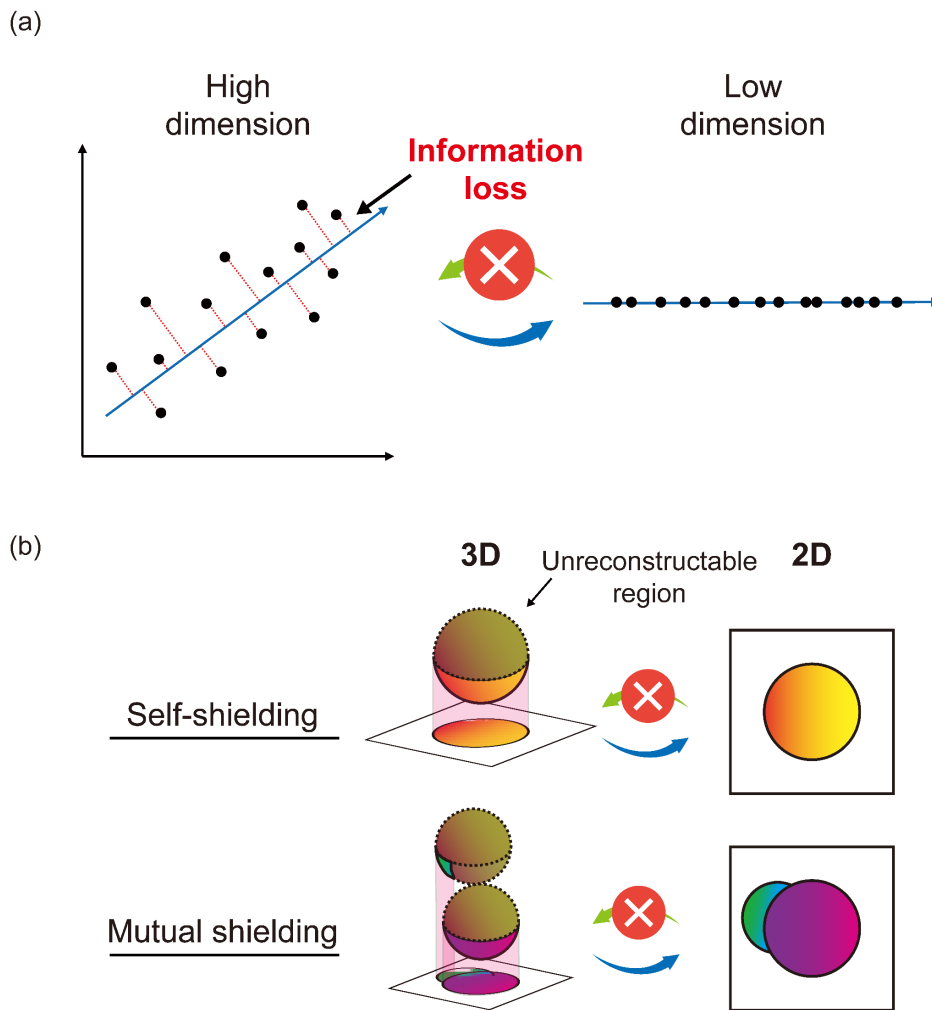 (a)
High
dimension
Low
dimension
Information
loss
(b)
3D
Unreconstructable
region
2D
Self-shielding
Mutual shielding